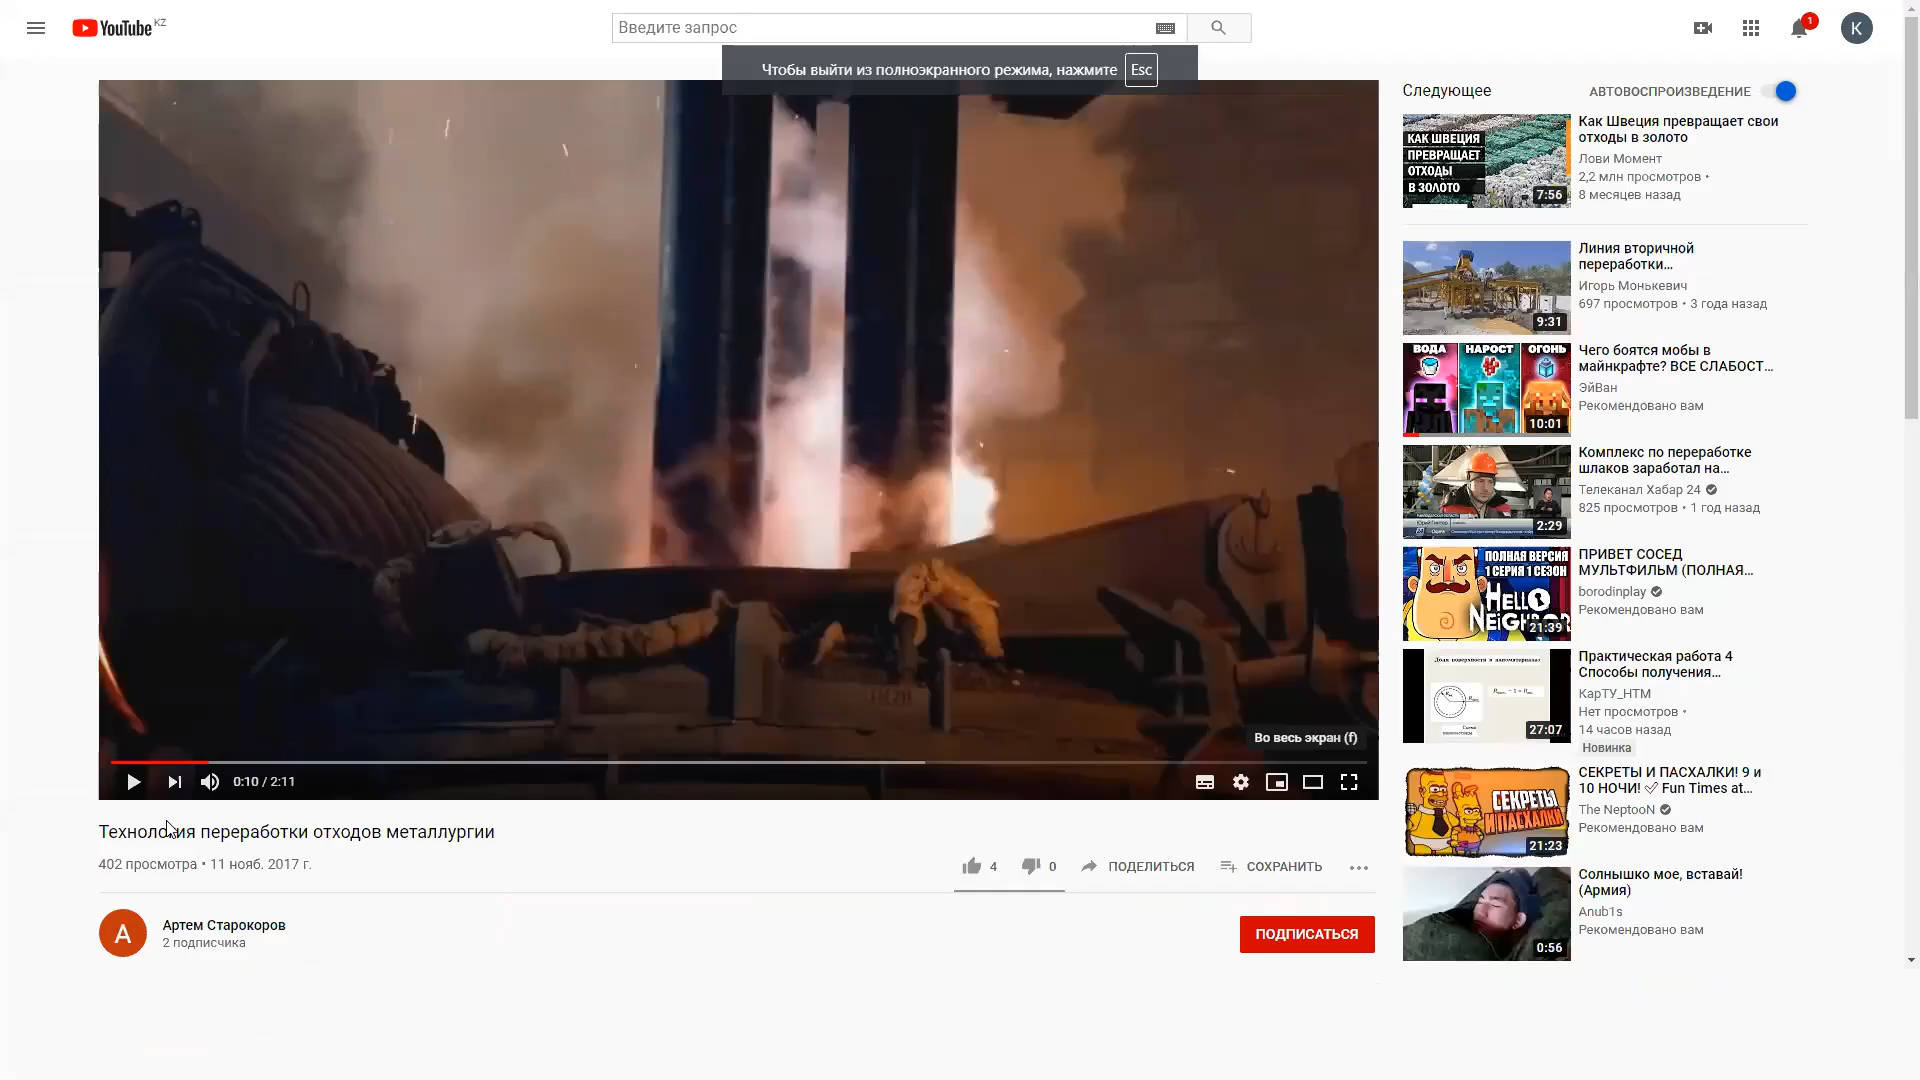 YouTube KZ
Введите запрос
1
K
Чтобы выйти из полноэкранного режима, нажмите Esc
Во весь экран (f)
0:10 / 2:11
Технология переработки отходов металлургии
402 просмотра • 11 нояб. 2017 г.
4
0
ПОДЕЛИТЬСЯ
СОХРАНИТЬ
A
Артем Старокоров
2 подписчика
ПОДПИСАТЬСЯ
Следующее
АВТОВОСПРОИЗВЕДЕНИЕ
КАК ШВЕЦИЯ
ПРЕВРАЩАЕТ
ОТХОДЫ
В ЗОЛОТО
7:56
Как Швеция превращает свои
отходы в золото
Лови Момент
2,2 млн просмотров •
8 месяцев назад
9:31
Линия вторичной
переработки...
Игорь Монькевич
697 просмотров • 3 года назад
ВОДА НАРОСТ ОГОНЬ
10:01
Чего боятся мобы в
майнкрафте? ВСЕ СЛАБОСТ...
ЭйВан
Рекомендовано вам
2:29
Комплекс по переработке
шлаков заработал на...
Телеканал Хабар 24
825 просмотров • 1 год назад
ПОЛНАЯ ВЕРСИЯ
1 СЕРИЯ 1 СЕЗОН
HELLO
NEIGHBOR
21:39
ПРИВЕТ СОСЕД
МУЛЬТФИЛЬМ (ПОЛНАЯ...
borodinplay
Рекомендовано вам
27:07
Практическая работа 4
Способы получения...
КарТУ_НТМ
Нет просмотров •
14 часов назад
Новинка
СЕКРЕТЫ
И ПАСХАЛКИ
21:23
СЕКРЕТЫ И ПАСХАЛКИ! 9 и
10 НОЧИ! ✅ Fun Times at...
The NeptooN
Рекомендовано вам
0:56
Солнышко мое, вставай!
(Армия)
Anub1s
Рекомендовано вам